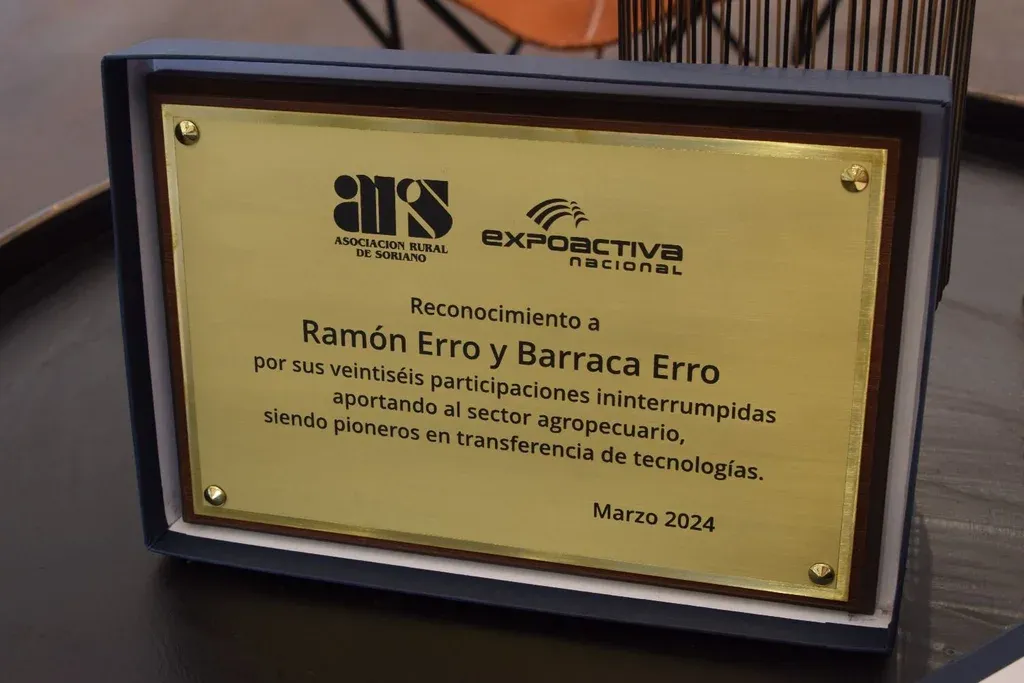 ars
ASOCIACION RURAL
DE SORIANO
expoactiva
nacional
Reconocimiento a
Ramón Erro y Barraca Erro
por sus veintiséis participaciones ininterrumpidas
aportando al sector agropecuario,
siendo pioneros en transferencia de tecnologías.
Marzo 2024